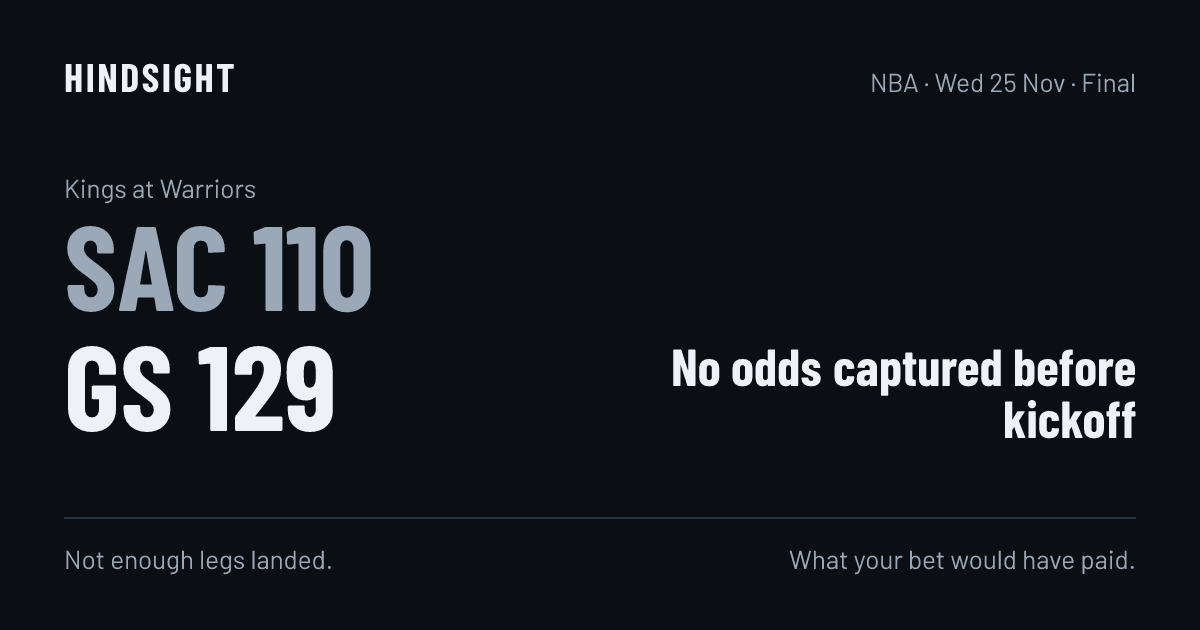 HINDSIGHT
NBA · Wed 25 Nov · Final
Kings at Warriors
SAC 110
GS 129
No odds captured before
kickoff
Not enough legs landed.
What your bet would have paid.